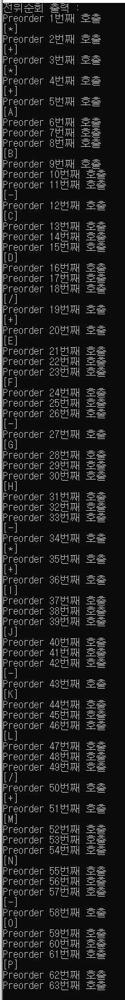 전위순회 출력 :
Preorder 1번째 호출
[*]
Preorder 2번째 호출
[+]
Preorder 3번째 호출
[*]
Preorder 4번째 호출
[+]
Preorder 5번째 호출
[A]
Preorder 6번째 호출
Preorder 7번째 호출
Preorder 8번째 호출
[B]
Preorder 9번째 호출
Preorder 10번째 호출
Preorder 11번째 호출
[-]
Preorder 12번째 호출
[C]
Preorder 13번째 호출
Preorder 14번째 호출
Preorder 15번째 호출
[D]
Preorder 16번째 호출
Preorder 17번째 호출
Preorder 18번째 호출
[/]
Preorder 19번째 호출
[+]
Preorder 20번째 호출
[E]
Preorder 21번째 호출
Preorder 22번째 호출
Preorder 23번째 호출
[F]
Preorder 24번째 호출
Preorder 25번째 호출
Preorder 26번째 호출
[-]
Preorder 27번째 호출
[G]
Preorder 28번째 호출
Preorder 29번째 호출
Preorder 30번째 호출
[H]
Preorder 31번째 호출
Preorder 32번째 호출
Preorder 33번째 호출
[-]
Preorder 34번째 호출
[*]
Preorder 35번째 호출
[+]
Preorder 36번째 호출
[I]
Preorder 37번째 호출
Preorder 38번째 호출
Preorder 39번째 호출
[J]
Preorder 40번째 호출
Preorder 41번째 호출
Preorder 42번째 호출
[-]
Preorder 43번째 호출
[K]
Preorder 44번째 호출
Preorder 45번째 호출
Preorder 46번째 호출
[L]
Preorder 47번째 호출
Preorder 48번째 호출
Preorder 49번째 호출
[/]
Preorder 50번째 호출
[+]
Preorder 51번째 호출
[M]
Preorder 52번째 호출
Preorder 53번째 호출
Preorder 54번째 호출
[N]
Preorder 55번째 호출
Preorder 56번째 호출
Preorder 57번째 호출
[-]
Preorder 58번째 호출
[O]
Preorder 59번째 호출
Preorder 60번째 호출
Preorder 61번째 호출
[P]
Preorder 62번째 호출
Preorder 63번째 호출